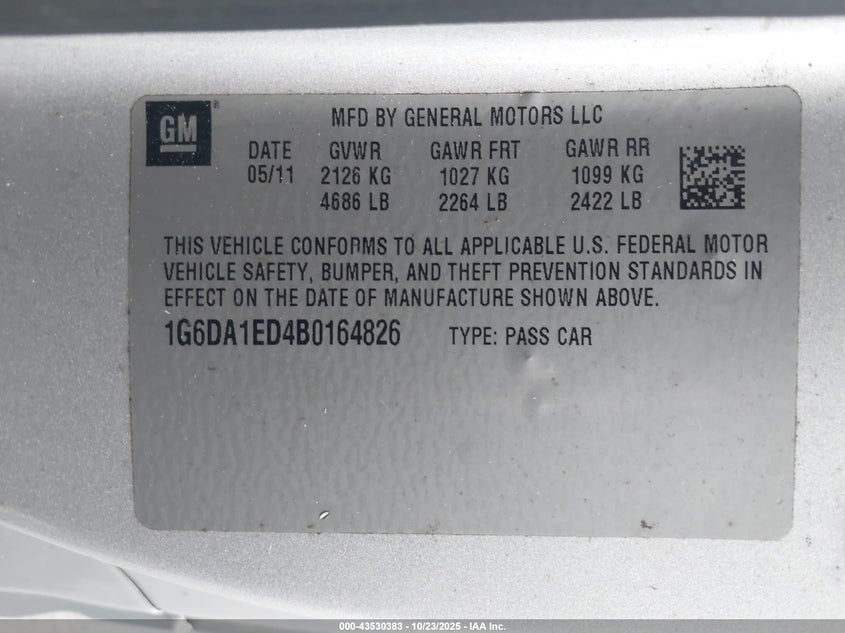 GM®
MFD BY GENERAL MOTORS LLC
DATE GVWR GAWR FRT GAWR RR
05/11 2126 KG 1027 KG 1099 KG
4686 LB 2264 LB 2422 LB
THIS VEHICLE CONFORMS TO ALL APPLICABLE U.S. FEDERAL MOTOR
VEHICLE SAFETY, BUMPER, AND THEFT PREVENTION STANDARDS IN
EFFECT ON THE DATE OF MANUFACTURE SHOWN ABOVE.
1G6DA1ED4B0164826 TYPE: PASS CAR
000-43530383 - 10/23/2025 - IAA Inc.